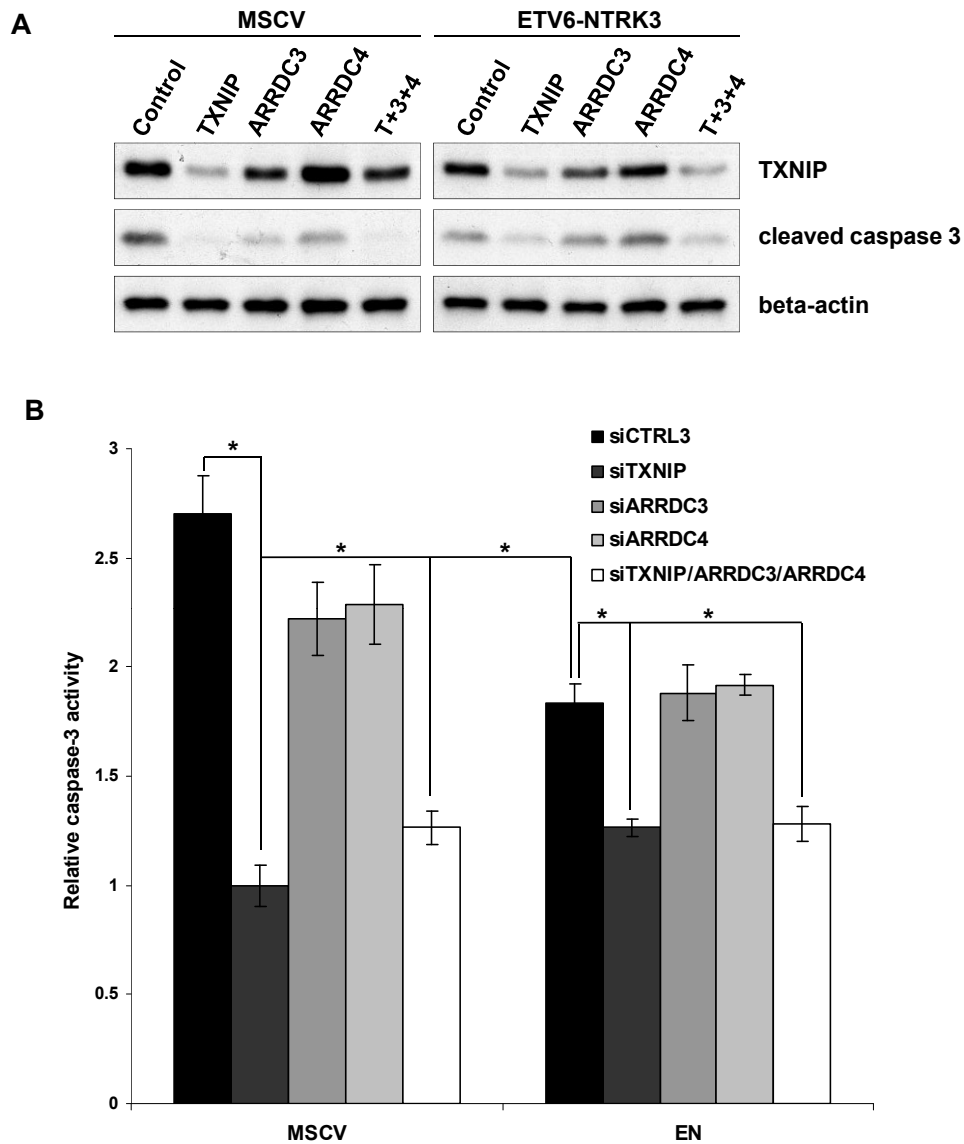 A
MSCV
ETV6-NTRK3
Control
TXNIP
ARRDC3
ARRDC4
T+3+4
Control
TXNIP
ARRDC3
ARRDC4
T+3+4
TXNIP
cleaved caspase 3
beta-actin
B
siCTRL3
siTXNIP
siARRDC3
siARRDC4
siTXNIP/ARRDC3/ARRDC4
*
*
*
*
*
3
2.5
2
1.5
1
0.5
0
Relative caspase-3 activity
MSCV
EN